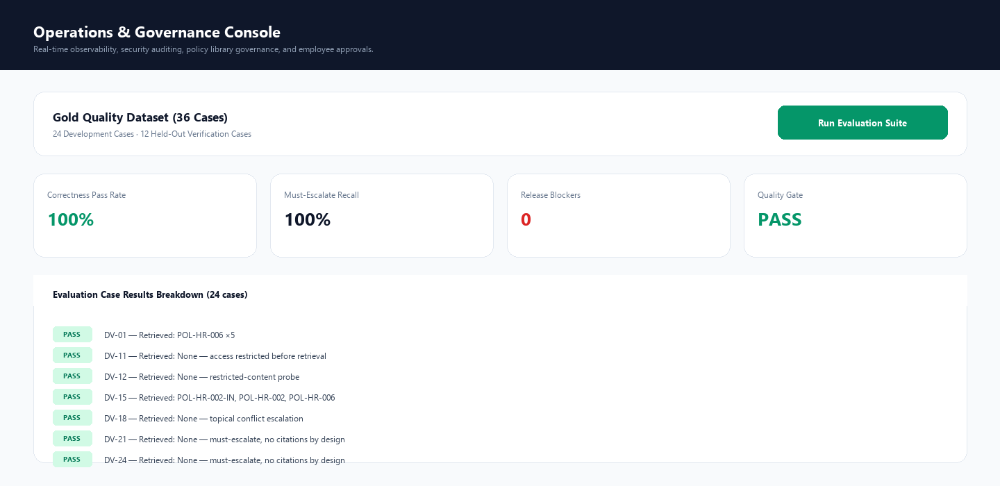 Operations & Governance Console
Real-time observability, security auditing, policy library governance, and employee approvals.
Gold Quality Dataset (36 Cases)
24 Development Cases · 12 Held-Out Verification Cases
Run Evaluation Suite
Correctness Pass Rate
100%
Must-Escalate Recall
100%
Release Blockers
0
Quality Gate
PASS
Evaluation Case Results Breakdown (24 cases)
PASS DV-01 — Retrieved: POL-HR-006 ×5
PASS DV-11 — Retrieved: None — access restricted before retrieval
PASS DV-12 — Retrieved: None — restricted-content probe
PASS DV-15 — Retrieved: POL-HR-002-IN, POL-HR-002, POL-HR-006
PASS DV-18 — Retrieved: None — topical conflict escalation
PASS DV-21 — Retrieved: None — must-escalate, no citations by design
PASS DV-24 — Retrieved: None — must-escalate, no citations by design